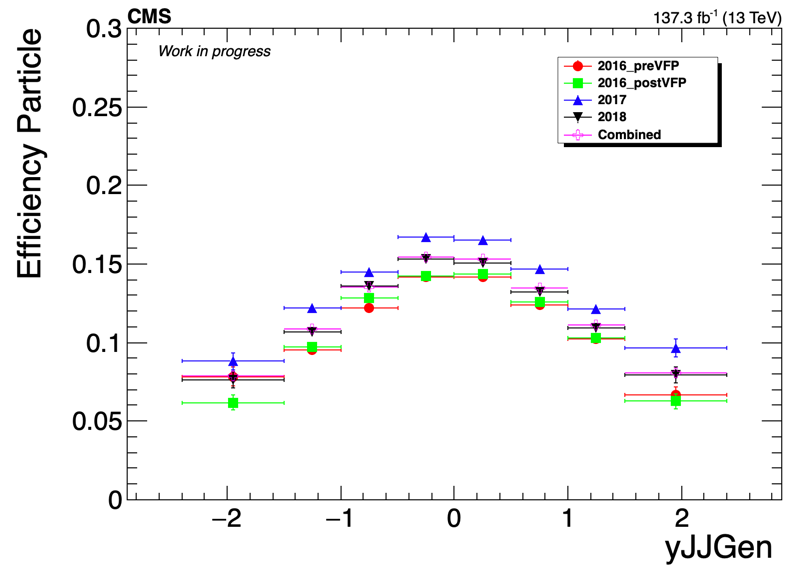 CMS
137.3 fb⁻¹ (13 TeV)
Work in progress
2016_preVFP
2016_postVFP
2017
2018
Combined
Efficiency Particle
0.3
0.25
0.2
0.15
0.1
0.05
0
−2
−1
0
1
2
yJJGen